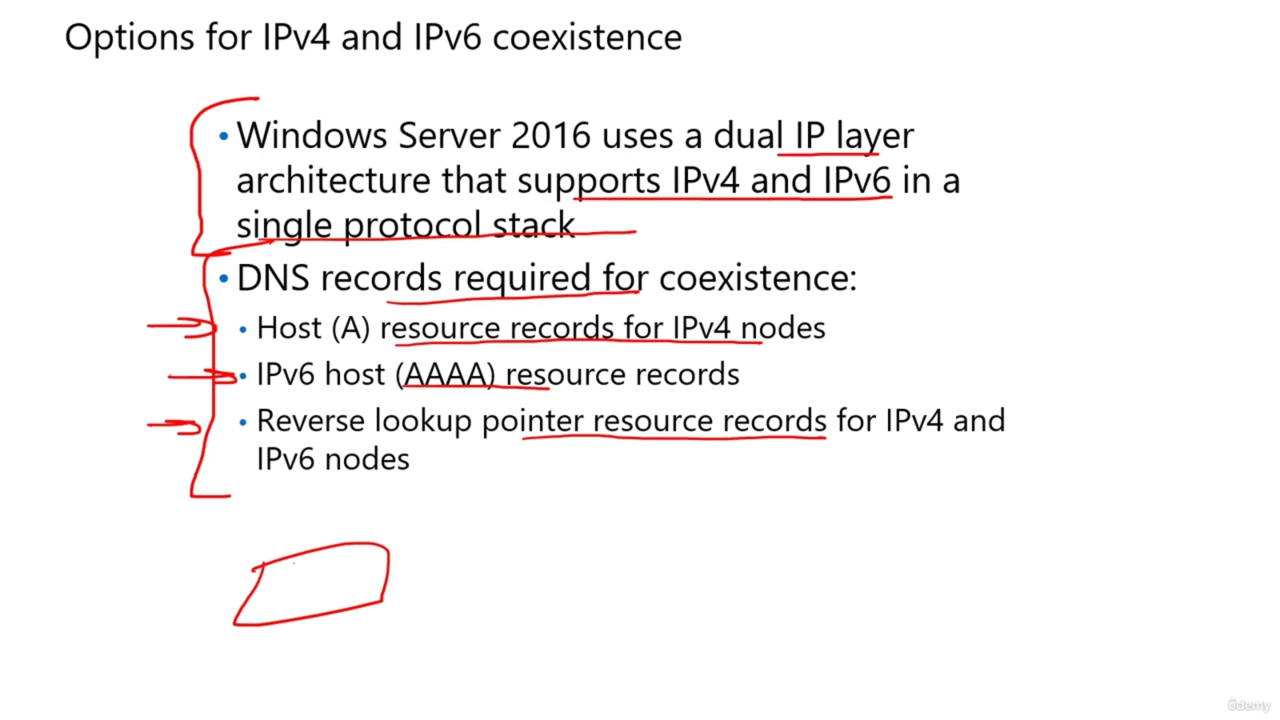 Options for IPv4 and IPv6 coexistence
• Windows Server 2016 uses a dual IP layer
architecture that supports IPv4 and IPv6 in a
single protocol stack
• DNS records required for coexistence:
• Host (A) resource records for IPv4 nodes
• IPv6 host (AAAA) resource records
• Reverse lookup pointer resource records for IPv4 and
IPv6 nodes
ûdemy